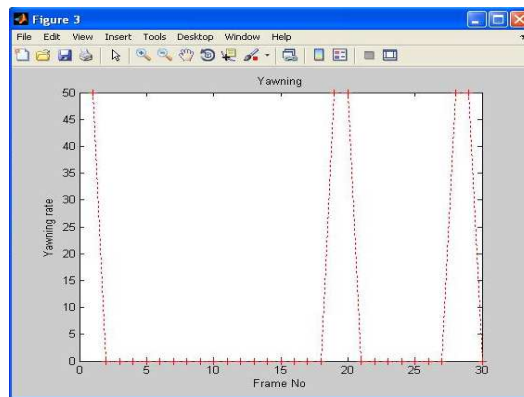 Figure 3
File Edit View Insert Tools Desktop Window Help
Yawning
50
45
40
35
30
25
20
15
10
5
0
Yawning rate
0 5 10 15 20 25 30
Frame No